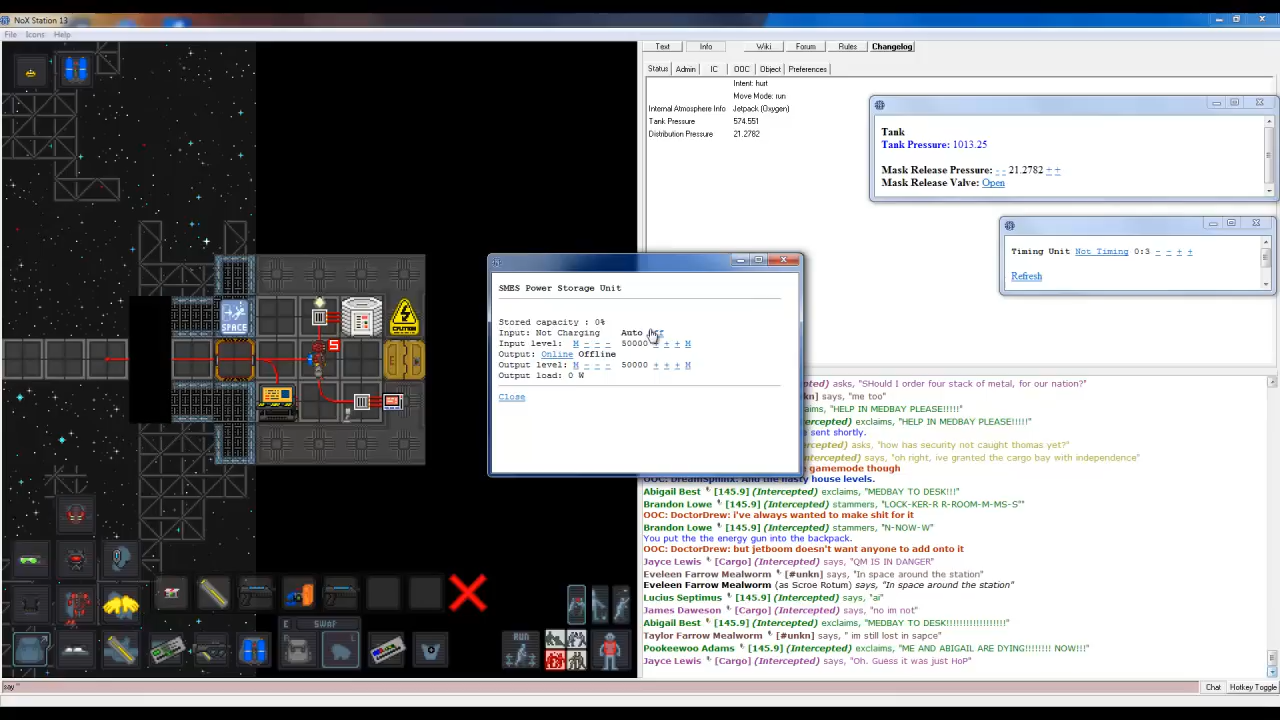 NoX Station 13
File Icons Help
Text Info Wiki Forum Rules Changelog
Status Admin IC OOC Object Preferences
Intent: hurt
Move Mode: run
Internal Atmosphere Info Jetpack (Oxygen)
Tank Pressure 574.551
Distribution Pressure 21.2782
Tank
Tank Pressure: 1013.25
Mask Release Pressure: - - 21.2782 + +
Mask Release Valve: Open
Timing Unit Not Timing 0:3 - - + +
Refresh
SMES Power Storage Unit
Stored capacity : 0%
Input: Not Charging Auto
Input level: M - - - 50000 - + + M
Output: Online Offline
Output level: M - - - 50000 + + + M
Output load: 0 W
Close
SPACE
CAUTION
S
cepted) asks, "SHould I order four stack of metal, for our nation?"
kn] says, "me too"
claims, "HELP IN MEDBAY PLEASE!!!!!"
rcepted) exclaims, "HELP IN MEDBAY PLEASE!!!!!"
e sent shortly.
epted) asks, "how has security not caught thomas yet?"
epted) says, "oh right, ive granted the cargo bay with independence"
gamemode though
OOC: DreamSphinx: And the nasty house levels.
Abigail Best [145.9] (Intercepted) exclaims, "MEDBAY TO DESK!!!"
Brandon Lowe [145.9] (Intercepted) stammers, "LOCK-KER-R R-ROOM-M-MS-S"
OOC: DoctorDrew: i've always wanted to make shit for it
Brandon Lowe [145.9] (Intercepted) stammers, "N-NOW-W"
You put the the energy gun into the backpack.
OOC: DoctorDrew: but jetboom doesn't want anyone to add onto it
Jayce Lewis [Cargo] says, "QM IS IN DANGER"
Eveleen Farrow Mealworm [#unkn] says, "In space around the station"
Eveleen Farrow Mealworm (as Scroe Rotum) says, "In space around the station"
Lucius Septimus [145.9] (Intercepted) says, "ai"
James Daweson [Cargo] says, "no im not"
Abigail Best [145.9] (Intercepted) exclaims, "MEDBAY TO DESK!!!!!!!!!!!!!!!!!!!!!!"
Taylor Farrow Mealworm [#unkn] says, " im still lost in sapce"
Pookeewoo Adams [145.9] (Intercepted) exclaims, "ME AND ABIGAIL ARE DYING!!!!!!!! NOW!!!"
Jayce Lewis [Cargo] says, "Oh. Guess it was just HoP"
E SWAP
R L
RUN
say "
Chat Hotkey Toggle